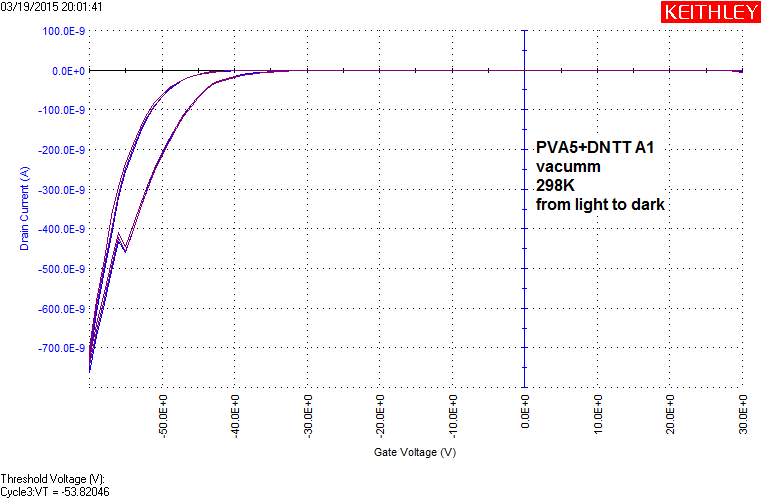 03/19/2015 20:01:41
KEITHLEY
100.0E-9
0.0E+0
-100.0E-9
-200.0E-9
-300.0E-9
-400.0E-9
-500.0E-9
-600.0E-9
-700.0E-9
Drain Current (A)
PVA5+DNTT A1
vacumm
298K
from light to dark
-50.0E+0
-40.0E+0
-30.0E+0
-20.0E+0
-10.0E+0
0.0E+0
10.0E+0
20.0E+0
30.0E+0
Gate Voltage (V)
Threshold Voltage (V):
Cycle3:VT = -53.82046